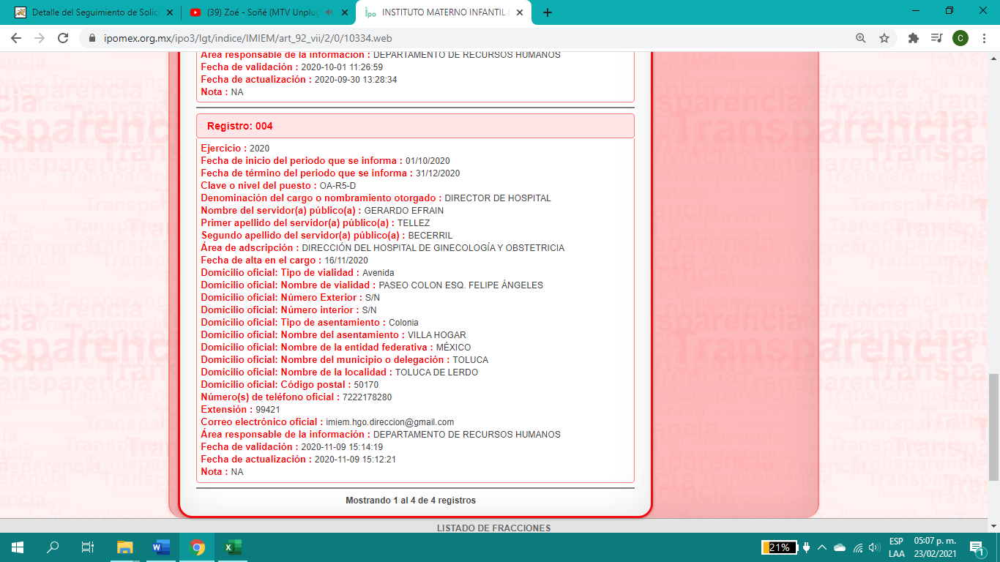 Detalle del Seguimiento de Solic
(39) Zoé - Soñé (MTV Unplug
ipo INSTITUTO MATERNO INFANTIL
ipomex.org.mx/ipo3/lgt/indice/IMIEM/art_92_vii/2/0/10334.web
C
Área responsable de la información : DEPARTAMENTO DE RECURSOS HUMANOS
Fecha de validación : 2020-10-01 11:26:59
Fecha de actualización : 2020-09-30 13:28:34
Nota : NA
Registro: 004
Ejercicio : 2020
Fecha de inicio del periodo que se informa : 01/10/2020
Fecha de término del periodo que se informa : 31/12/2020
Clave o nivel del puesto : OA-R5-D
Denominación del cargo o nombramiento otorgado : DIRECTOR DE HOSPITAL
Nombre del servidor(a) público(a) : GERARDO EFRAIN
Primer apellido del servidor(a) público(a) : TELLEZ
Segundo apellido del servidor(a) público(a) : BECERRIL
Área de adscripción : DIRECCIÓN DEL HOSPITAL DE GINECOLOGÍA Y OBSTETRICIA
Fecha de alta en el cargo : 16/11/2020
Domicilio oficial: Tipo de vialidad : Avenida
Domicilio oficial: Nombre de vialidad : PASEO COLON ESQ. FELIPE ÁNGELES
Domicilio oficial: Número Exterior : S/N
Domicilio oficial: Número interior : S/N
Domicilio oficial: Tipo de asentamiento : Colonia
Domicilio oficial: Nombre del asentamiento : VILLA HOGAR
Domicilio oficial: Nombre de la entidad federativa : MÉXICO
Domicilio oficial: Nombre del municipio o delegación : TOLUCA
Domicilio oficial: Nombre de la localidad : TOLUCA DE LERDO
Domicilio oficial: Código postal : 50170
Número(s) de teléfono oficial : 7222178280
Extensión : 99421
Correo electrónico oficial : imiem.hgo.direccion@gmail.com
Área responsable de la información : DEPARTAMENTO DE RECURSOS HUMANOS
Fecha de validación : 2020-11-09 15:14:19
Fecha de actualización : 2020-11-09 15:12:21
Nota : NA
Mostrando 1 al 4 de 4 registros
LISTADO DE FRACCIONES
Transparencia
21%
ESP
LAA
05:07 p. m.
23/02/2021
1